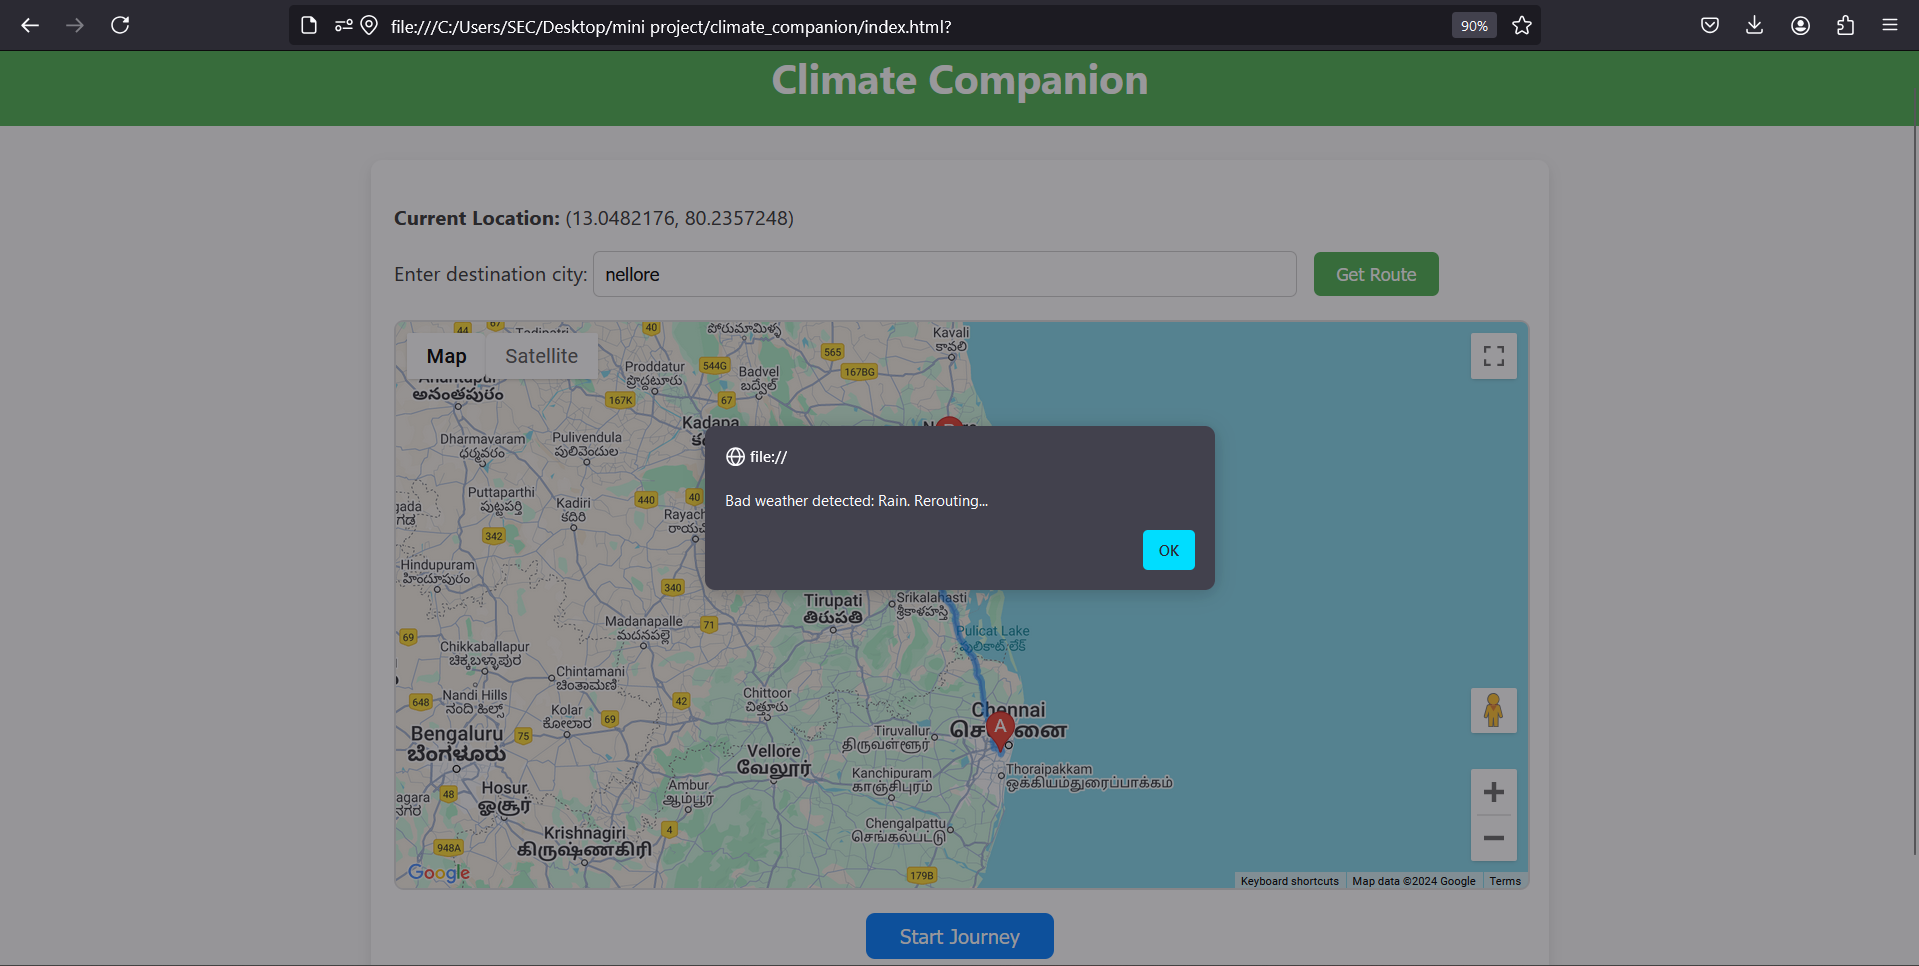 file:///C:/Users/SEC/Desktop/mini project/climate_companion/index.html?
90%
Climate Companion
Current Location: (13.0482176, 80.2357248)
Enter destination city: nellore
Get Route
Map
Satellite
44
67
40
పోరుమామిళ్ళ
Kavali
కావలి
565
167BG
Proddatur
ప్రొద్దటూరు
544G
Badvel
బద్వేల్
అనంతపురం
167K
67
Kadapa
Dharmavaram
ధర్మవరం
Pulivendula
పులివెందుల
file://
Bad weather detected: Rain. Rerouting...
OK
Puttaparthi
పుట్టపర్తి
Kadiri
కదిరి
440
40
342
Hindupuram
హిందూపురం
340
Tirupati
తిరుపతి
Srikalahasti
శ్రీకాళహస్తి
Madanapalle
మదనపల్లె
71
Pulicat Lake
పులికాట్ లేక్
69
Chikkaballapur
ಚಿಕ್ಕಬಳ್ಳಾಪುರ
Chintamani
ಚಿಂತಾಮಣಿ
648
Nandi Hills
ನಂದಿ ಹಿಲ್ಸ್
Kolar
ಕೋಲಾರ
69
42
Chittoor
చిత్తూరు
Chennai
A
Bengaluru
ಬೆಂಗಳೂರು
75
Tiruvallur
திருவள்ளூர்
Vellore
வேலூர்
Kanchipuram
காஞ்சிபுரம்
Thoraipakkam
ஒக்கியம்துரைப்பாக்கம்
48
Hosur
ஓசூர்
Ambur
ஆம்பூர்
Krishnagiri
கிருஷ்ணகிரி
4
Chengalpattu
செங்கல்பட்டு
948A
179B
Google
Keyboard shortcuts
Map data ©2024 Google
Terms
Start Journey